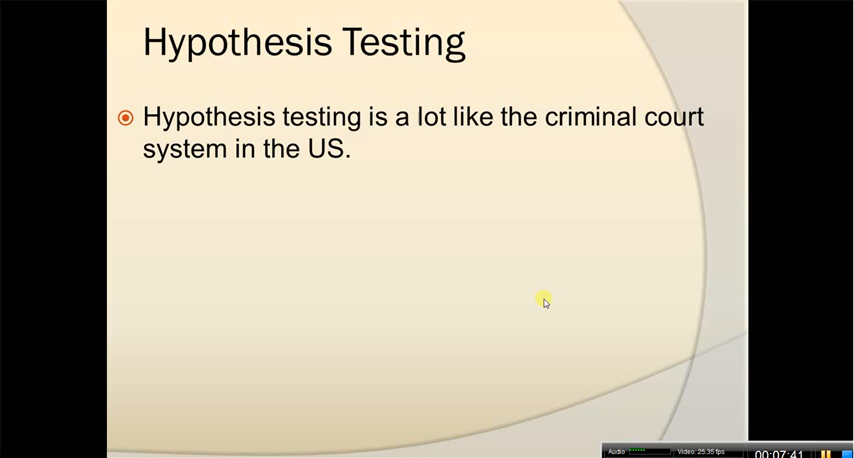 Hypothesis Testing
Hypothesis testing is a lot like the criminal court
system in the US.
Audio
Video: 25.35 fps
00:07:41